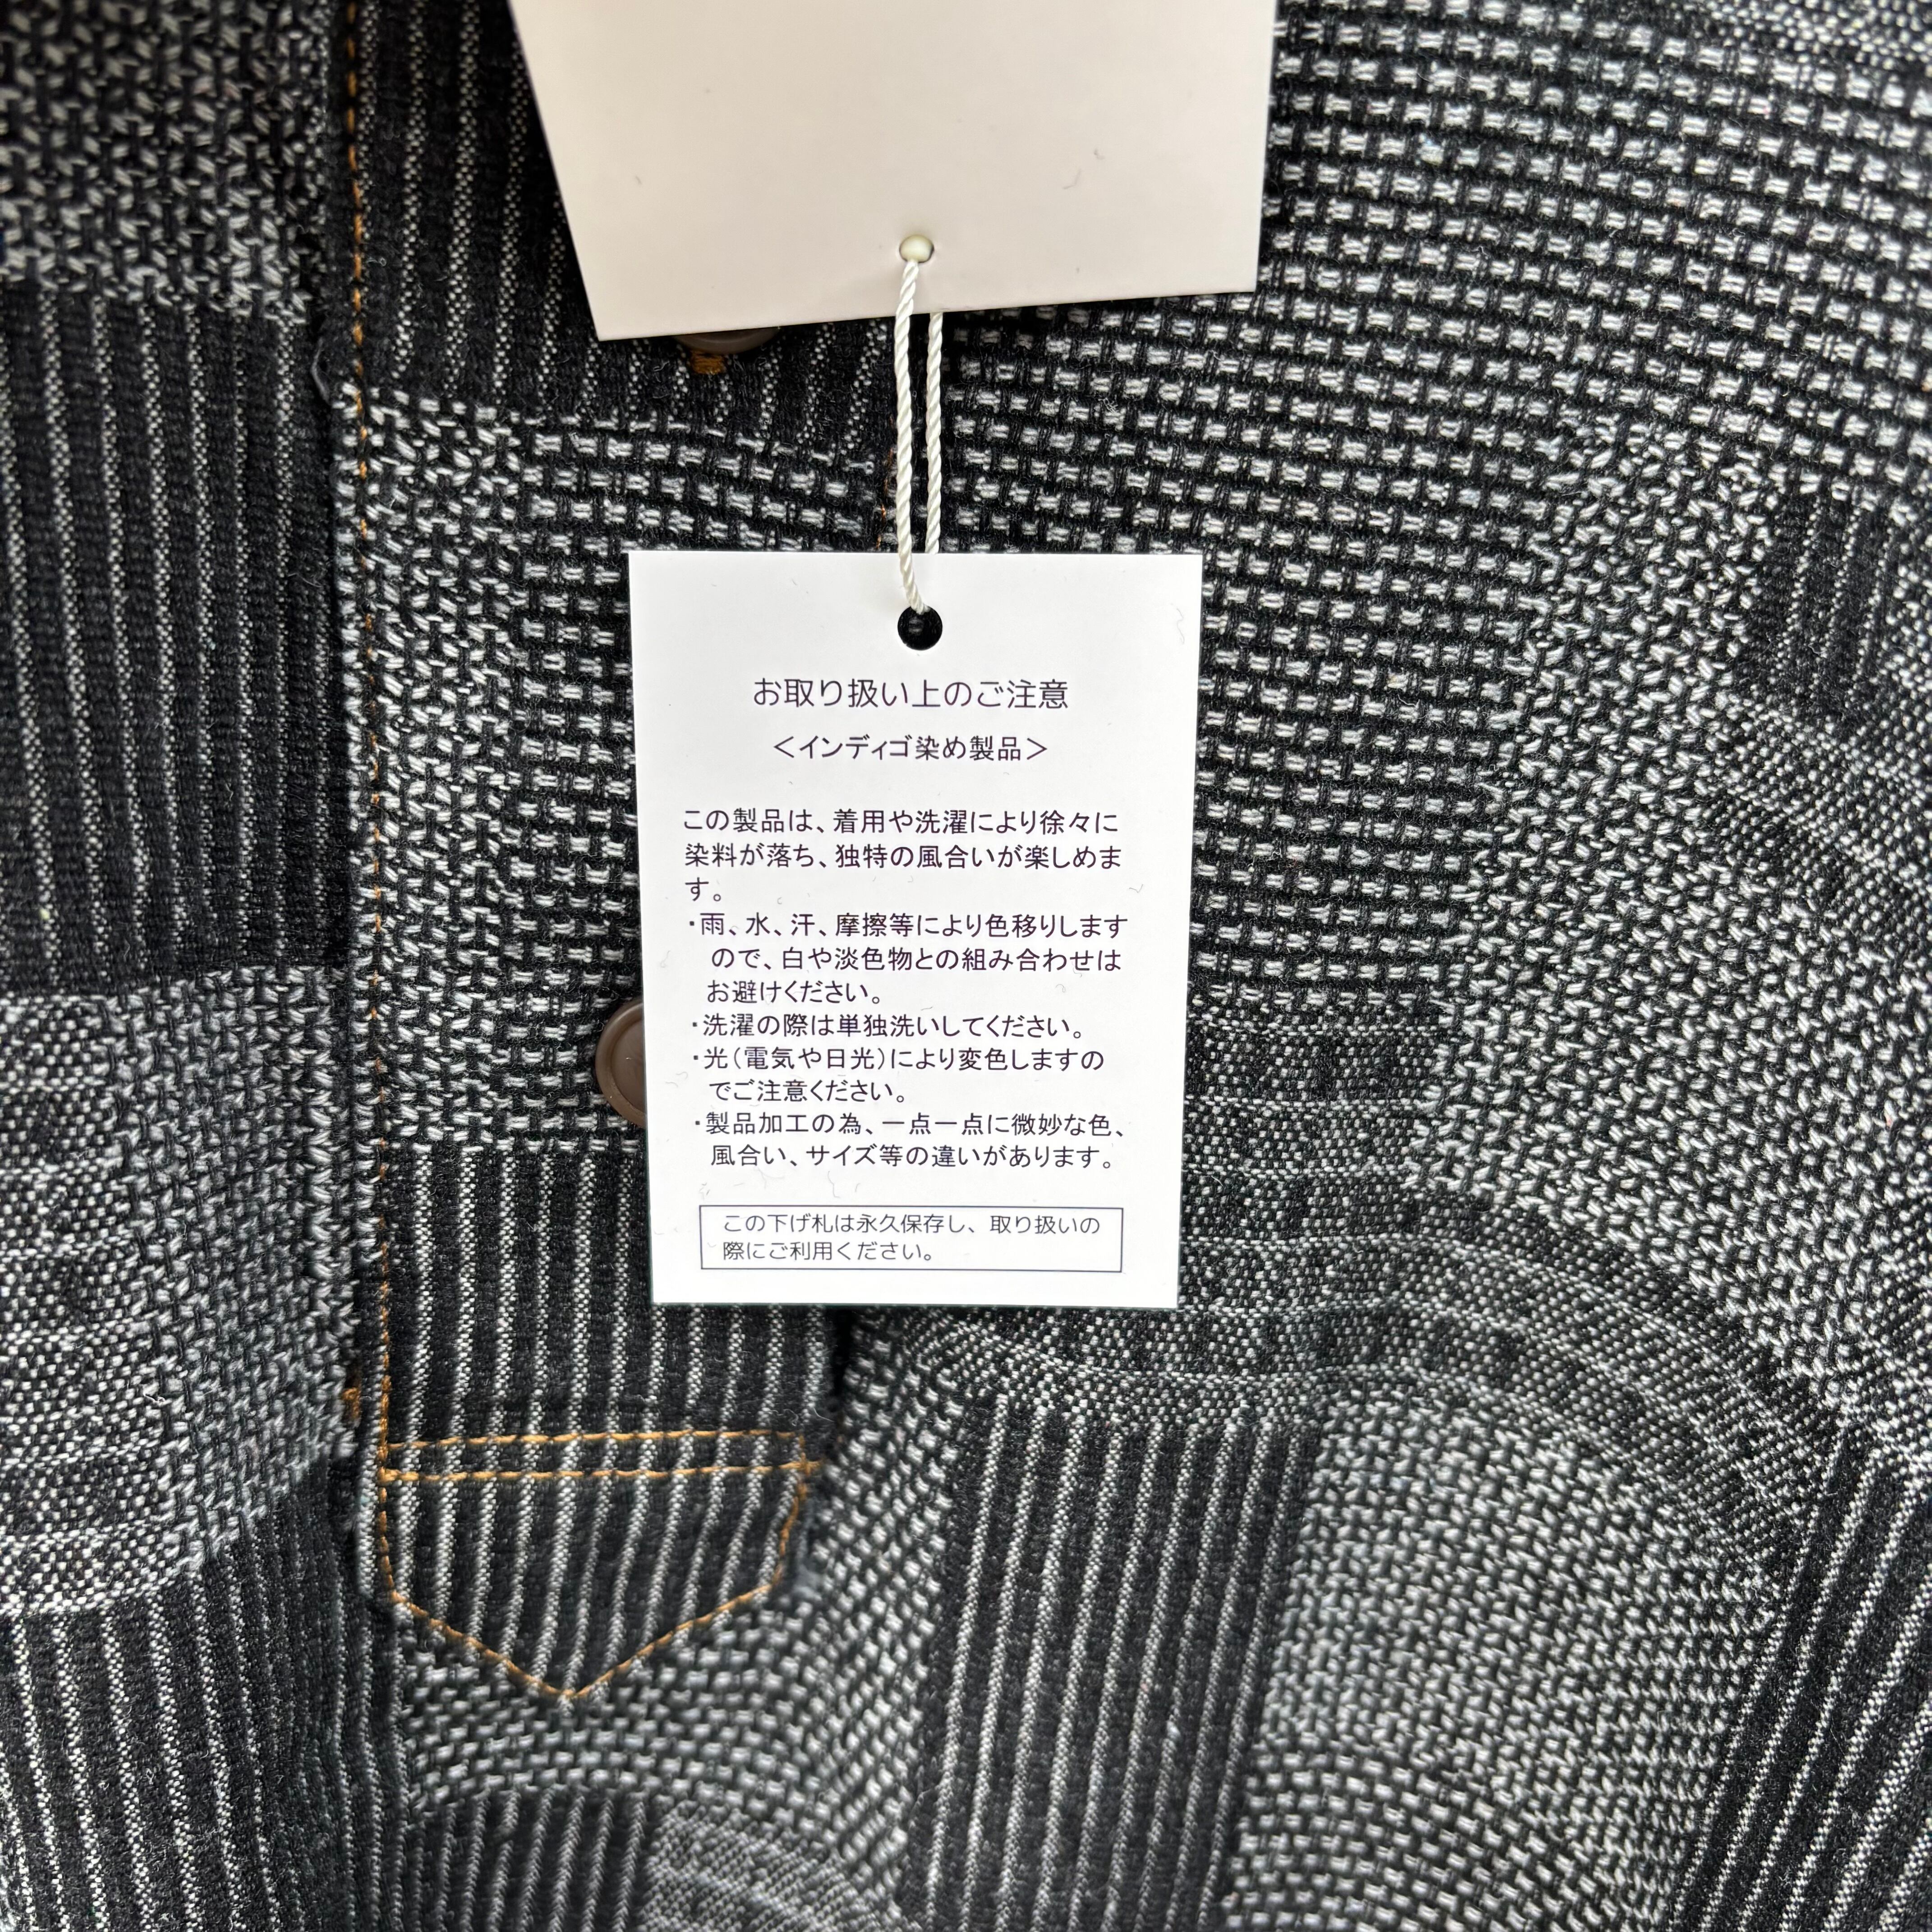 お取り扱い上のご注意
＜インディゴ染め製品＞
この製品は、着用や洗濯により徐々に
染料が落ち、独特の風合いが楽しめま
す。
・雨、水、汗、摩擦等により色移りします
ので、白や淡色物との組み合わせは
お避けください。
・洗濯の際は単独洗いしてください。
・光（電気や日光）により変色しますの
でご注意ください。
・製品加工の為、一点一点に微妙な色、
風合い、サイズ等の違いがあります。
この下げ札は永久保存し、取り扱いの
際にご利用ください。